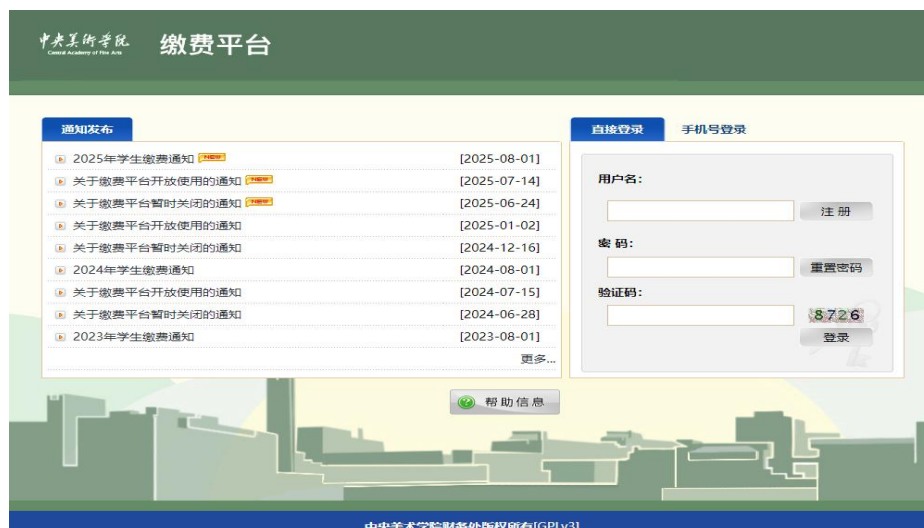 中央美術學院 缴费平台
Central Academy of Fine Arts
通知发布
2025年学生缴费通知 NEW [2025-08-01]
关于缴费平台开放使用的通知 NEW [2025-07-14]
关于缴费平台暂时关闭的通知 NEW [2025-06-24]
关于缴费平台开放使用的通知 [2025-01-02]
关于缴费平台暂时关闭的通知 [2024-12-16]
2024年学生缴费通知 [2024-08-01]
关于缴费平台开放使用的通知 [2024-07-15]
关于缴费平台暂时关闭的通知 [2024-06-28]
2023年学生缴费通知 [2023-08-01]
更多...
直接登录 手机号登录
用户名：
注 册
密 码：
重置密码
验证码：
8726
登录
帮助信息
中央美术学院财务处版权所有[GPLv3]